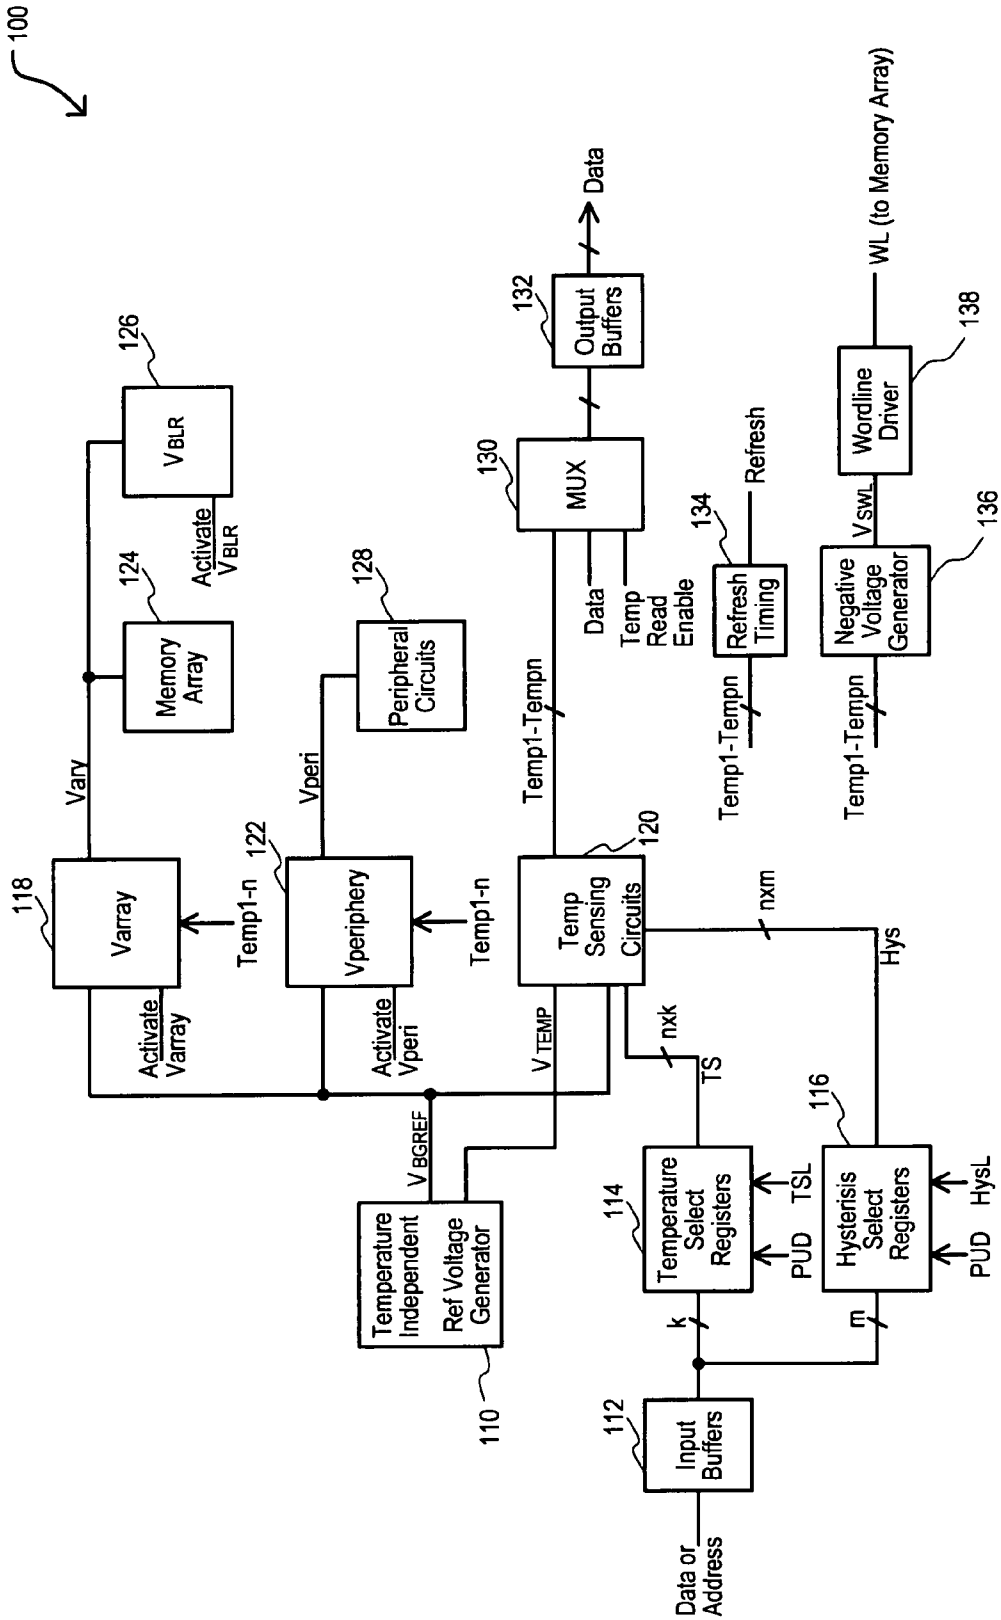 100
118
Varray
Activate
Varray
Temp1-n
Vary
124
Memory
Array
126
VBLR
Activate
VBLR
122
Vperiphery
Activate
Vperi
Temp1-n
Vperi
128
Peripheral
Circuits
Temperature
Independent
Ref Voltage
Generator
110
VBGREF
VTEMP
Temp
Sensing
Circuits
120
Temp1-Tempn
130
MUX
Data
Temp
Read
Enable
132
Output
Buffers
Data
Data or
Address
112
Input
Buffers
k
m
114
Temperature
Select
Registers
PUD
TSL
TS
nxk
116
Hysterisis
Select
Registers
PUD
HysL
Hys
nxm
Temp1-Tempn
134
Refresh
Timing
Refresh
Temp1-Tempn
Negative
Voltage
Generator
136
VSWL
Wordline
Driver
138
WL (to Memory Array)